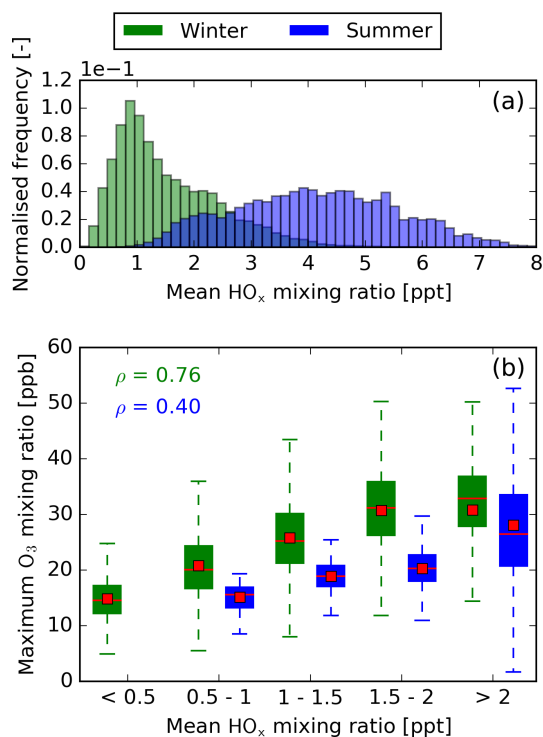 Winter Summer
1e−1
(a)
Normalised frequency [-]
1.2
1.0
0.8
0.6
0.4
0.2
0.0
0 1 2 3 4 5 6 7 8
Mean HOₓ mixing ratio [ppt]
(b)
ρ = 0.76
ρ = 0.40
Maximum O₃ mixing ratio [ppb]
60
50
40
30
20
10
0
< 0.5 0.5 - 1 1 - 1.5 1.5 - 2 > 2
Mean HOₓ mixing ratio [ppt]